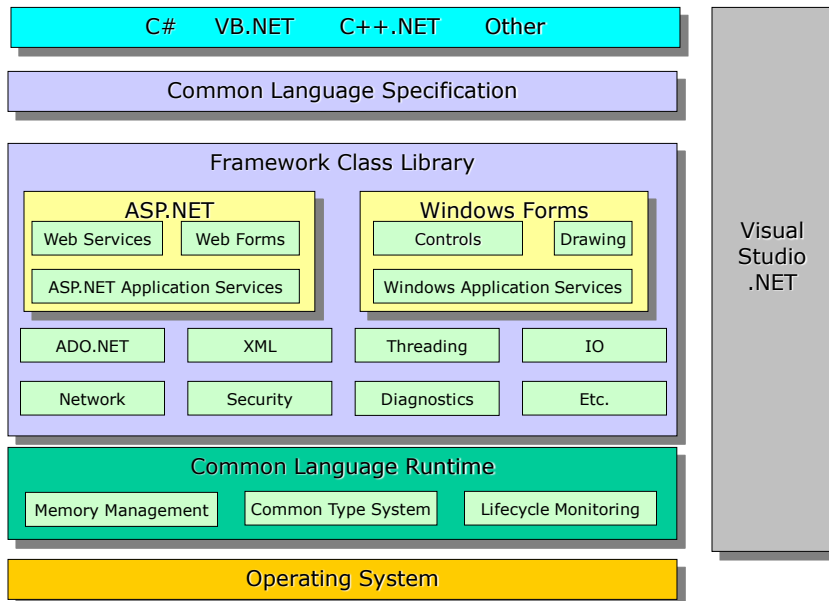 C# VB.NET C++.NET Other
Common Language Specification
Framework Class Library
ASP.NET
Web Services Web Forms
ASP.NET Application Services
Windows Forms
Controls Drawing
Windows Application Services
ADO.NET XML Threading IO
Network Security Diagnostics Etc.
Common Language Runtime
Memory Management Common Type System Lifecycle Monitoring
Operating System
Visual
Studio
.NET